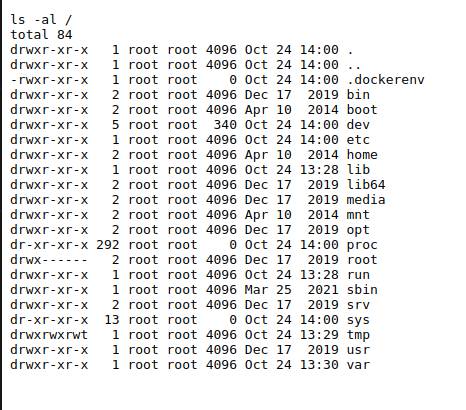 ls -al /
total 84
drwxr-xr-x   1 root root 4096 Oct 24 14:00 .
drwxr-xr-x   1 root root 4096 Oct 24 14:00 ..
-rwxr-xr-x   1 root root    0 Oct 24 14:00 .dockerenv
drwxr-xr-x   2 root root 4096 Dec 17  2019 bin
drwxr-xr-x   2 root root 4096 Apr 10  2014 boot
drwxr-xr-x   5 root root  340 Oct 24 14:00 dev
drwxr-xr-x   1 root root 4096 Oct 24 14:00 etc
drwxr-xr-x   2 root root 4096 Apr 10  2014 home
drwxr-xr-x   1 root root 4096 Oct 24 13:28 lib
drwxr-xr-x   2 root root 4096 Dec 17  2019 lib64
drwxr-xr-x   2 root root 4096 Dec 17  2019 media
drwxr-xr-x   2 root root 4096 Apr 10  2014 mnt
drwxr-xr-x   2 root root 4096 Dec 17  2019 opt
dr-xr-xr-x 292 root root    0 Oct 24 14:00 proc
drwx------   2 root root 4096 Dec 17  2019 root
drwxr-xr-x   1 root root 4096 Oct 24 13:28 run
drwxr-xr-x   1 root root 4096 Mar 25  2021 sbin
drwxr-xr-x   2 root root 4096 Dec 17  2019 srv
dr-xr-xr-x  13 root root    0 Oct 24 14:00 sys
drwxrwxrwt   1 root root 4096 Oct 24 13:29 tmp
drwxr-xr-x   1 root root 4096 Dec 17  2019 usr
drwxr-xr-x   1 root root 4096 Oct 24 13:30 var